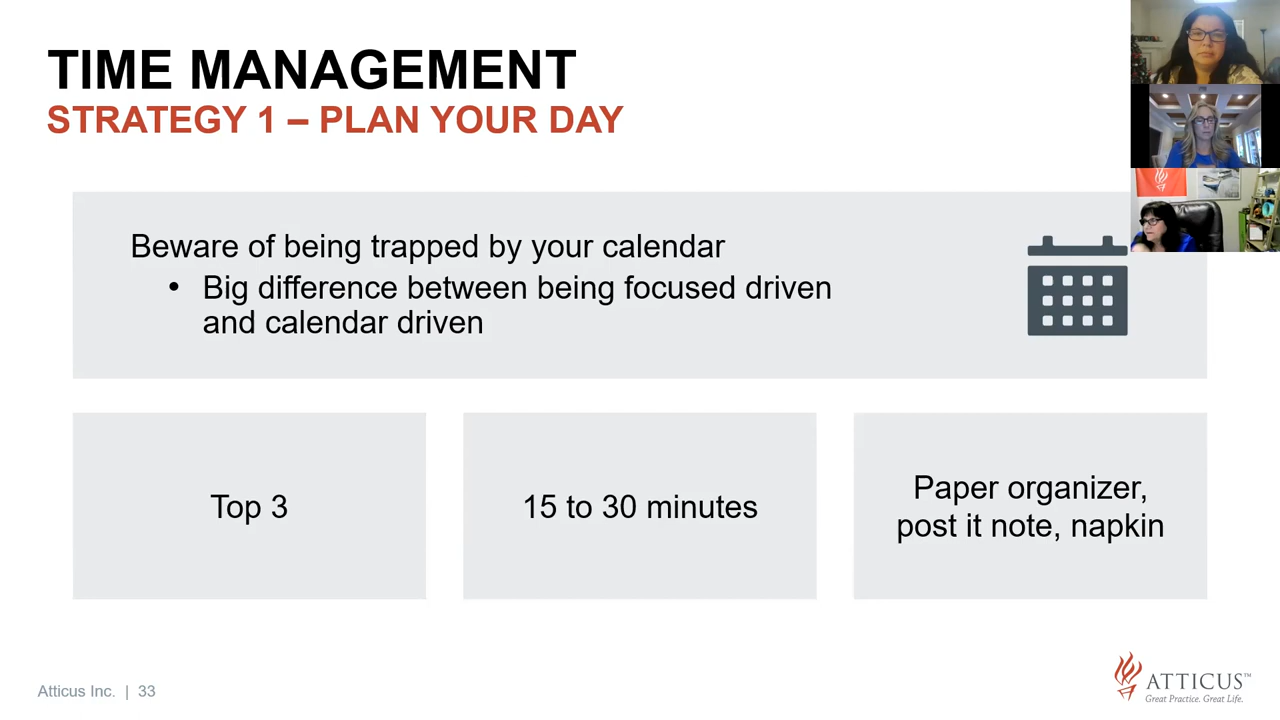 TIME MANAGEMENT
STRATEGY 1 – PLAN YOUR DAY
Beware of being trapped by your calendar
• Big difference between being focused driven
and calendar driven
Top 3
15 to 30 minutes
Paper organizer,
post it note, napkin
Atticus Inc. | 33
ATTICUS™
Great Practice. Great Life.